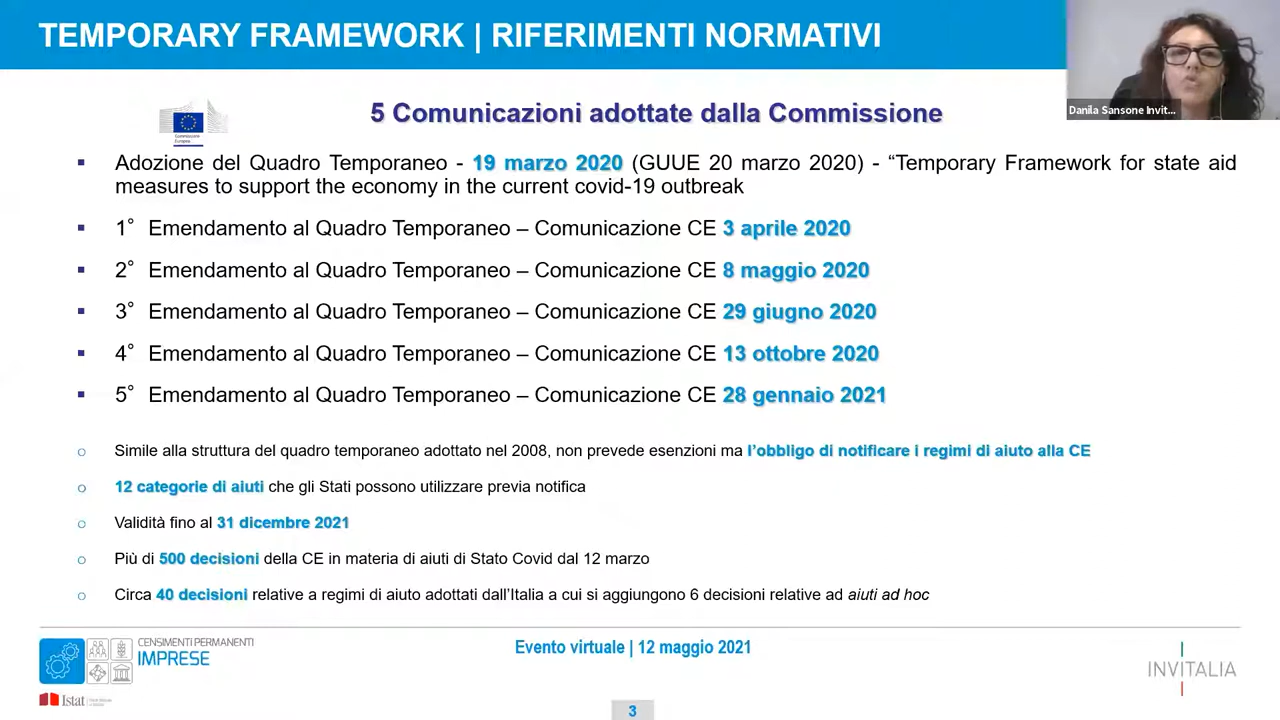 TEMPORARY FRAMEWORK | RIFERIMENTI NORMATIVI
Danila Sansone Invit...
5 Comunicazioni adottate dalla Commissione
Commissione
Europea
▪ Adozione del Quadro Temporaneo - 19 marzo 2020 (GUUE 20 marzo 2020) - “Temporary Framework for state aid
measures to support the economy in the current covid-19 outbreak
▪ 1° Emendamento al Quadro Temporaneo – Comunicazione CE 3 aprile 2020
▪ 2° Emendamento al Quadro Temporaneo – Comunicazione CE 8 maggio 2020
▪ 3° Emendamento al Quadro Temporaneo – Comunicazione CE 29 giugno 2020
▪ 4° Emendamento al Quadro Temporaneo – Comunicazione CE 13 ottobre 2020
▪ 5° Emendamento al Quadro Temporaneo – Comunicazione CE 28 gennaio 2021
o Simile alla struttura del quadro temporaneo adottato nel 2008, non prevede esenzioni ma l’obbligo di notificare i regimi di aiuto alla CE
o 12 categorie di aiuti che gli Stati possono utilizzare previa notifica
o Validità fino al 31 dicembre 2021
o Più di 500 decisioni della CE in materia di aiuti di Stato Covid dal 12 marzo
o Circa 40 decisioni relative a regimi di aiuto adottati dall’Italia a cui si aggiungono 6 decisioni relative ad aiuti ad hoc
CENSIMENTI PERMANENTI
IMPRESE
Evento virtuale | 12 maggio 2021
INVITALIA
Istat
3